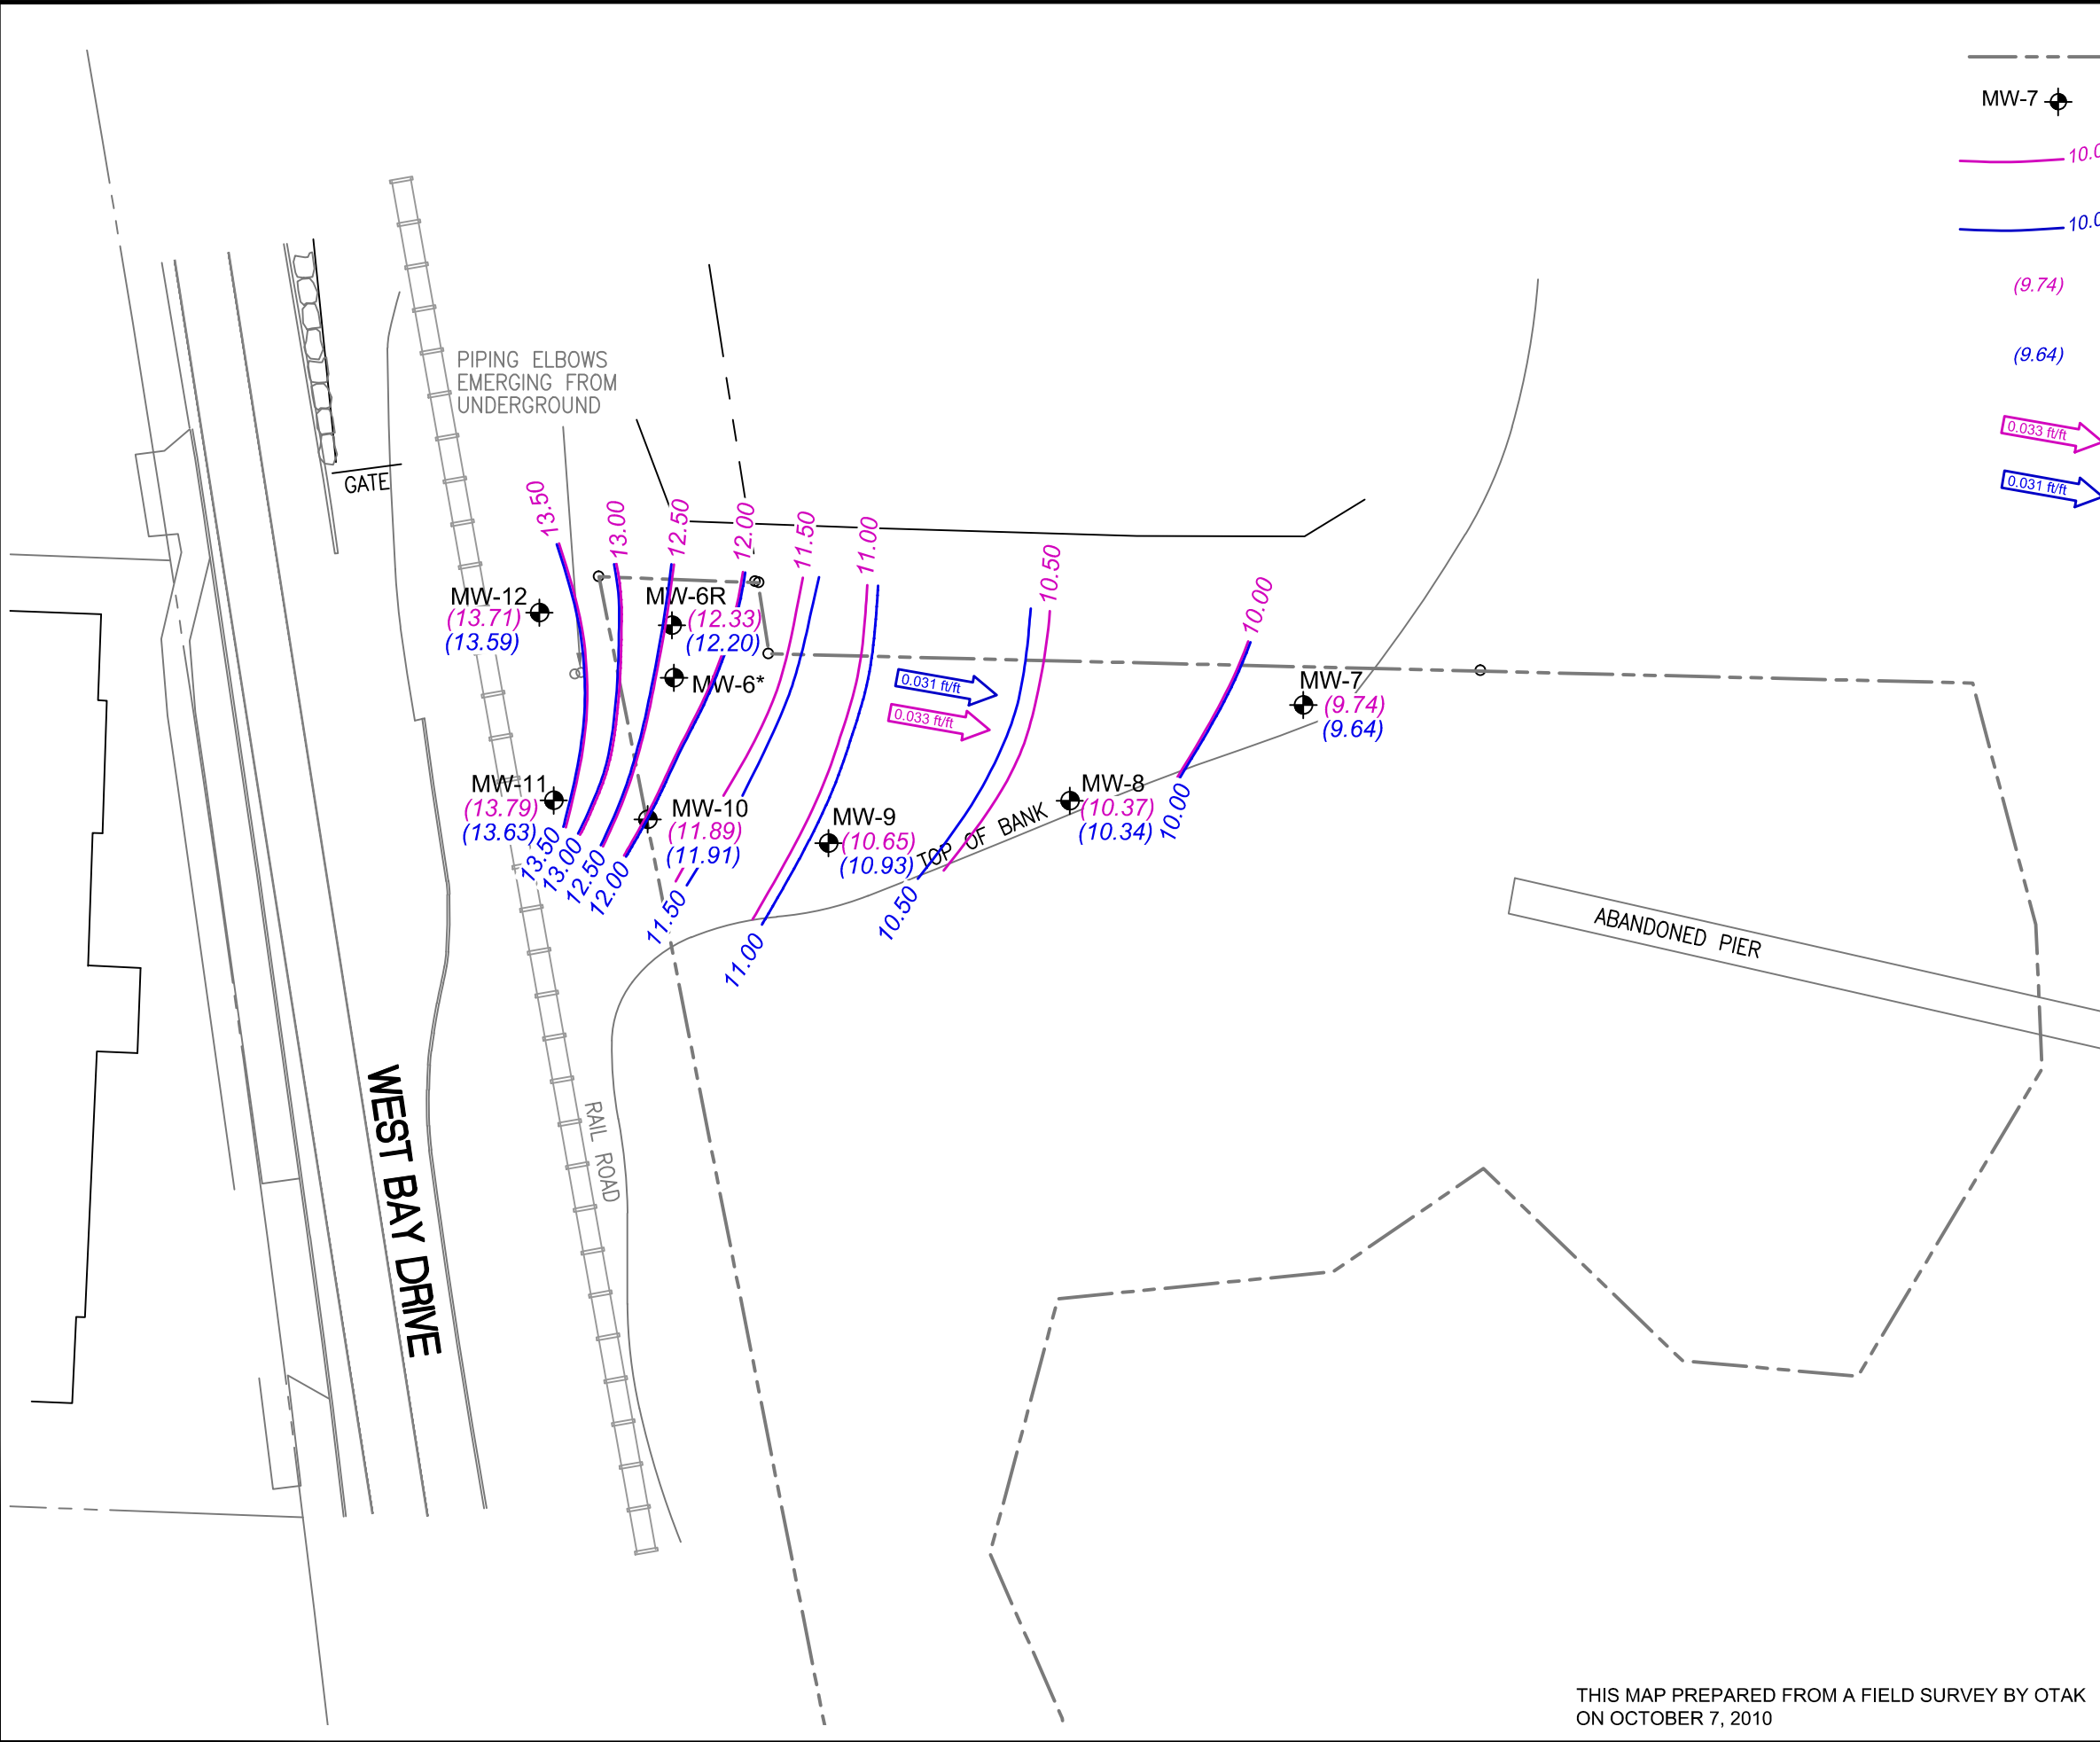 MW-7
10.0
10.0
(9.74)
(9.64)
0.033 ft/ft
0.031 ft/ft
PIPING ELBOWS
EMERGING FROM
UNDERGROUND
GATE
13.50
13.00
12.50
12.00
11.50
11.00
10.50
10.00
MW-12
(13.71)
(13.59)
MW-6R
(12.33)
(12.20)
MW-6*
0.031 ft/ft
0.033 ft/ft
MW-7
(9.74)
(9.64)
MW-11
(13.79)
(13.63)
MW-10
(11.89)
(11.91)
MW-9
(10.65)
(10.93)
MW-8
(10.37)
(10.34)
TOP OF BANK
13.50
13.00
12.50
12.00
11.50
11.00
10.50
10.00
ABANDONED PIER
WEST BAY DRIVE
RAIL ROAD
THIS MAP PREPARED FROM A FIELD SURVEY BY OTAK
ON OCTOBER 7, 2010